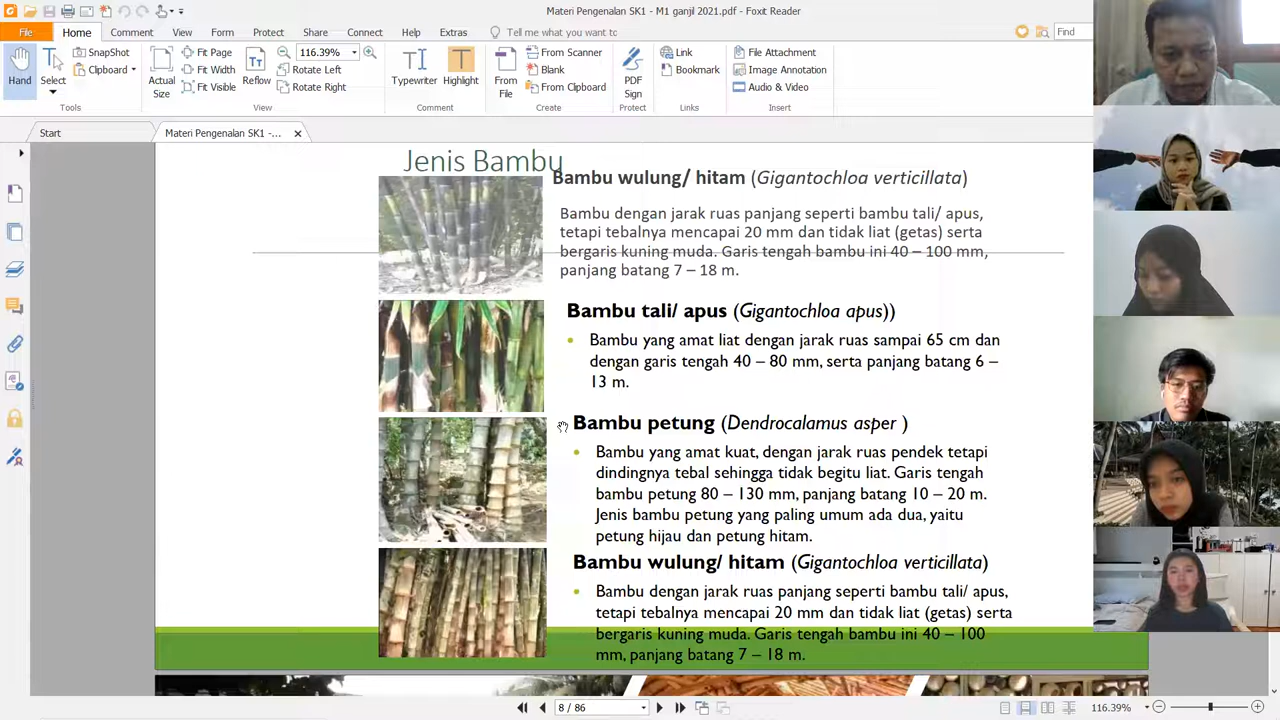 Materi Pengenalan SK1 - M1 ganjil 2021.pdf - Foxit Reader
File Home Comment View Form Protect Share Connect Help Extras Tell me what you want to Find
Hand
Select
SnapShot
Clipboard
Tools
Actual Size
Fit Page
Fit Width
Fit Visible
Reflow
116.39%
Rotate Left
Rotate Right
View
Typewriter
Highlight
Comment
From File
From Scanner
Blank
From Clipboard
Create
PDF Sign
Protect
Link
Bookmark
Links
File Attachment
Image Annotation
Audio & Video
Insert
Start
Materi Pengenalan SK1 -...
Jenis Bambu
Bambu wulung/ hitam (Gigantochloa verticillata)
Bambu dengan jarak ruas panjang seperti bambu tali/ apus,
tetapi tebalnya mencapai 20 mm dan tidak liat (getas) serta
bergaris kuning muda. Garis tengah bambu ini 40 – 100 mm,
panjang batang 7 – 18 m.
Bambu tali/ apus (Gigantochloa apus))
• Bambu yang amat liat dengan jarak ruas sampai 65 cm dan
dengan garis tengah 40 – 80 mm, serta panjang batang 6 –
13 m.
Bambu petung (Dendrocalamus asper )
• Bambu yang amat kuat, dengan jarak ruas pendek tetapi
dindingnya tebal sehingga tidak begitu liat. Garis tengah
bambu petung 80 – 130 mm, panjang batang 10 – 20 m.
Jenis bambu petung yang paling umum ada dua, yaitu
petung hijau dan petung hitam.
Bambu wulung/ hitam (Gigantochloa verticillata)
• Bambu dengan jarak ruas panjang seperti bambu tali/ apus,
tetapi tebalnya mencapai 20 mm dan tidak liat (getas) serta
bergaris kuning muda. Garis tengah bambu ini 40 – 100
mm, panjang batang 7 – 18 m.
8 / 86
116.39%